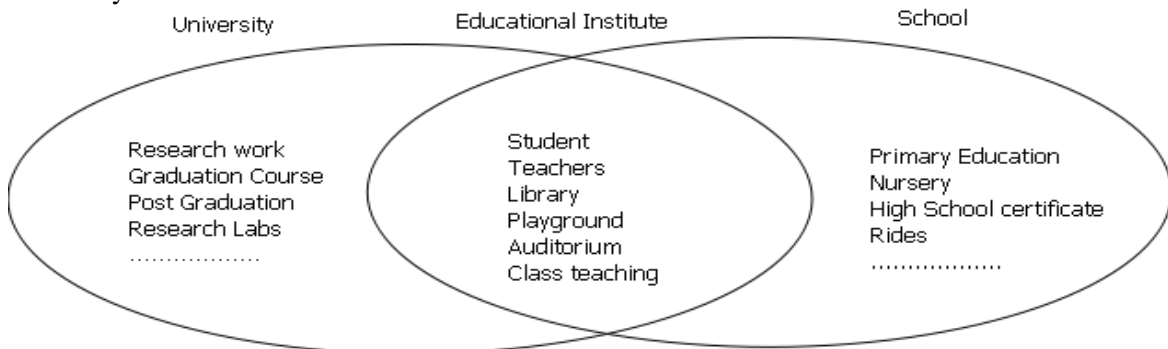 University
Educational Institute
School
Research work
Graduation Course
Post Graduation
Research Labs
...................
Student
Teachers
Library
Playground
Auditorium
Class teaching
Primary Education
Nursery
High School certificate
Rides
...................